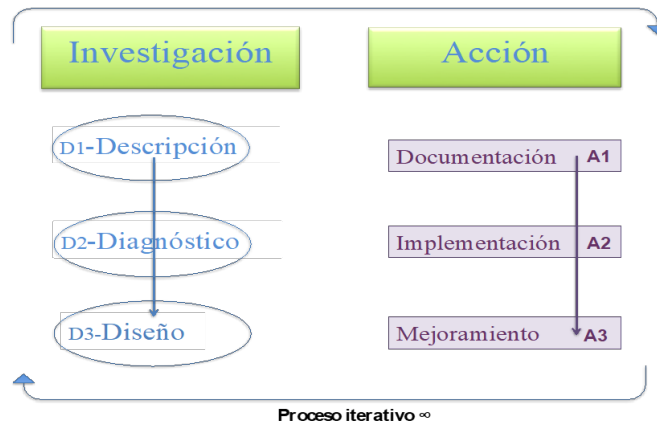 Investigación
Acción
D1-Descripción
Documentación A1
D2-Diagnóstico
Implementación A2
D3-Diseño
Mejoramiento A3
Proceso iterativo ∞